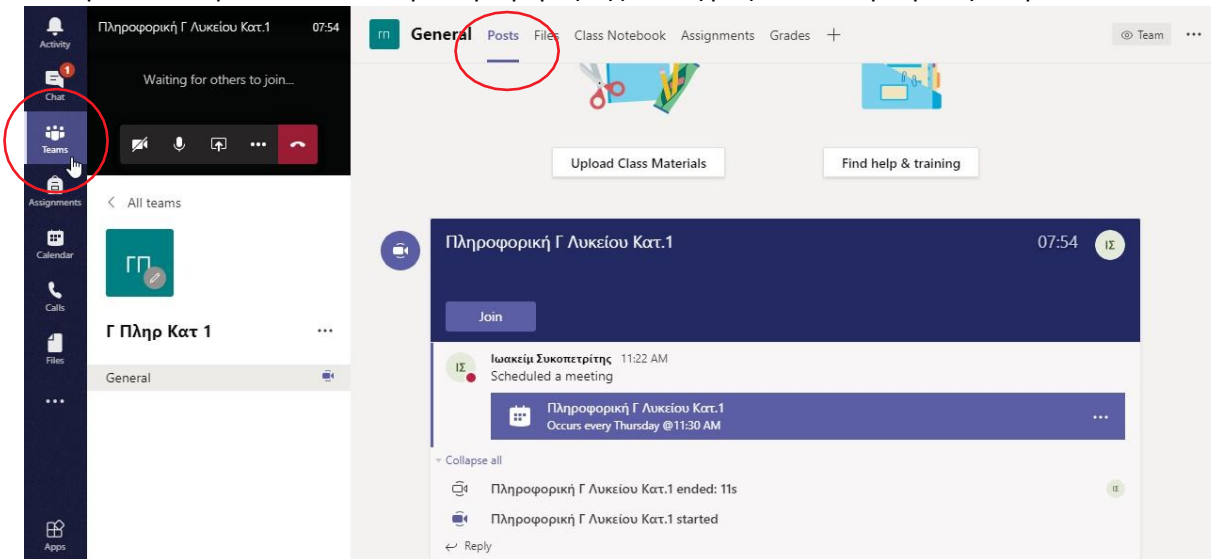 Activity
Chat
1
Teams
Assignments
Calendar
Calls
Files
Apps
Πληροφορική Γ Λυκείου Κατ.1 07:54
Waiting for others to join...
All teams
ΓΠ
Γ Πληρ Κατ 1
General
ΓΠ General Posts Files Class Notebook Assignments Grades + Team
Upload Class Materials Find help & training
Πληροφορική Γ Λυκείου Κατ.1 07:54 ΙΣ
Join
ΙΣ Ιωακείμ Συκοπετρίτης 11:22 AM
Scheduled a meeting
Πληροφορική Γ Λυκείου Κατ.1
Occurs every Thursday @11:30 AM
Collapse all
Πληροφορική Γ Λυκείου Κατ.1 ended: 11s
Πληροφορική Γ Λυκείου Κατ.1 started
Reply